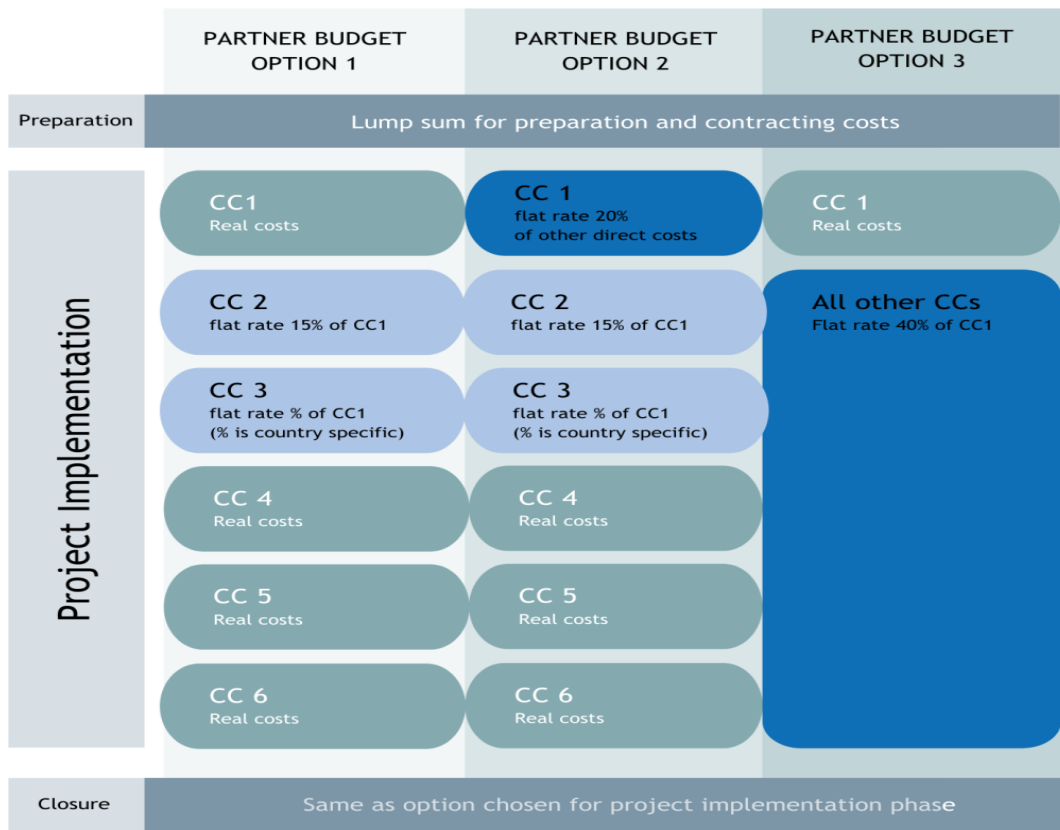 PARTNER BUDGET
OPTION 1
PARTNER BUDGET
OPTION 2
PARTNER BUDGET
OPTION 3
Preparation
Lump sum for preparation and contracting costs
Project Implementation
CC1
Real costs
CC 1
flat rate 20%
of other direct costs
CC 1
Real costs
CC 2
flat rate 15% of CC1
CC 2
flat rate 15% of CC1
All other CCs
Flat rate 40% of CC1
CC 3
flat rate % of CC1
(% is country specific)
CC 3
flat rate % of CC1
(% is country specific)
CC 4
Real costs
CC 4
Real costs
CC 5
Real costs
CC 5
Real costs
CC 6
Real costs
CC 6
Real costs
Closure
Same as option chosen for project implementation phase